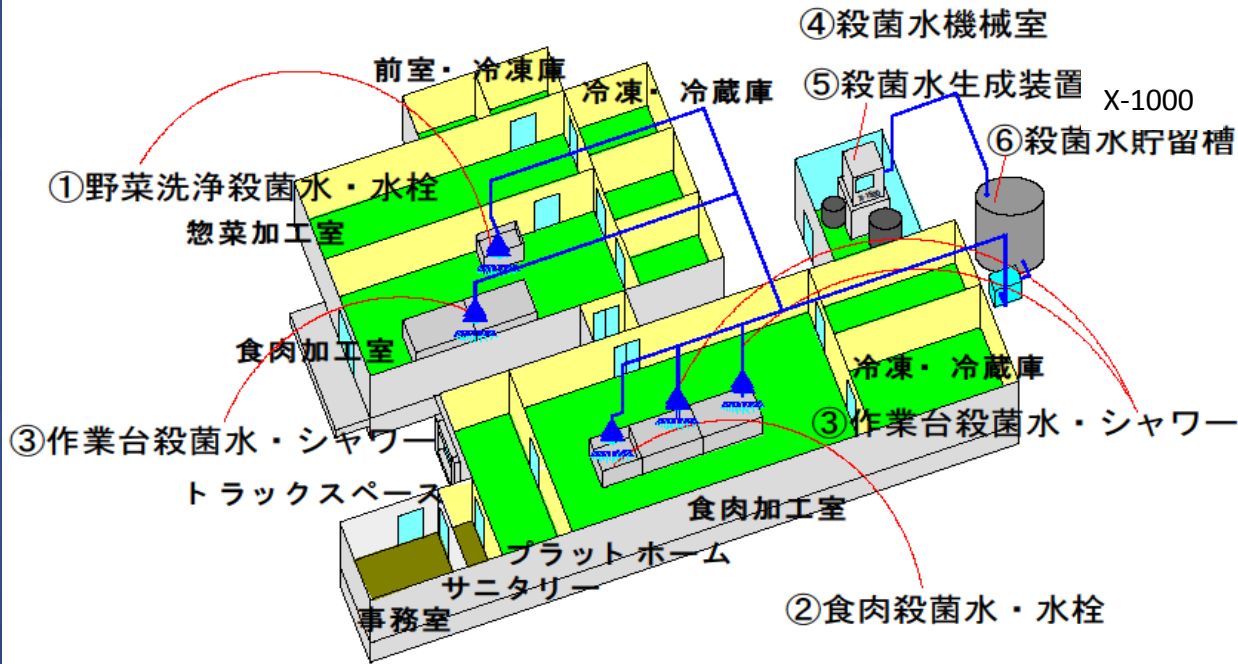 ④殺菌水機械室
前室・冷凍庫
冷凍・冷蔵庫
⑤殺菌水生成装置
X-1000
⑥殺菌水貯留槽
①野菜洗浄殺菌水・水栓
惣菜加工室
食肉加工室
冷凍・冷蔵庫
③作業台殺菌水・シャワー
③作業台殺菌水・シャワー
トラックスペース
食肉加工室
プラットホーム
サニタリー
事務室
②食肉殺菌水・水栓